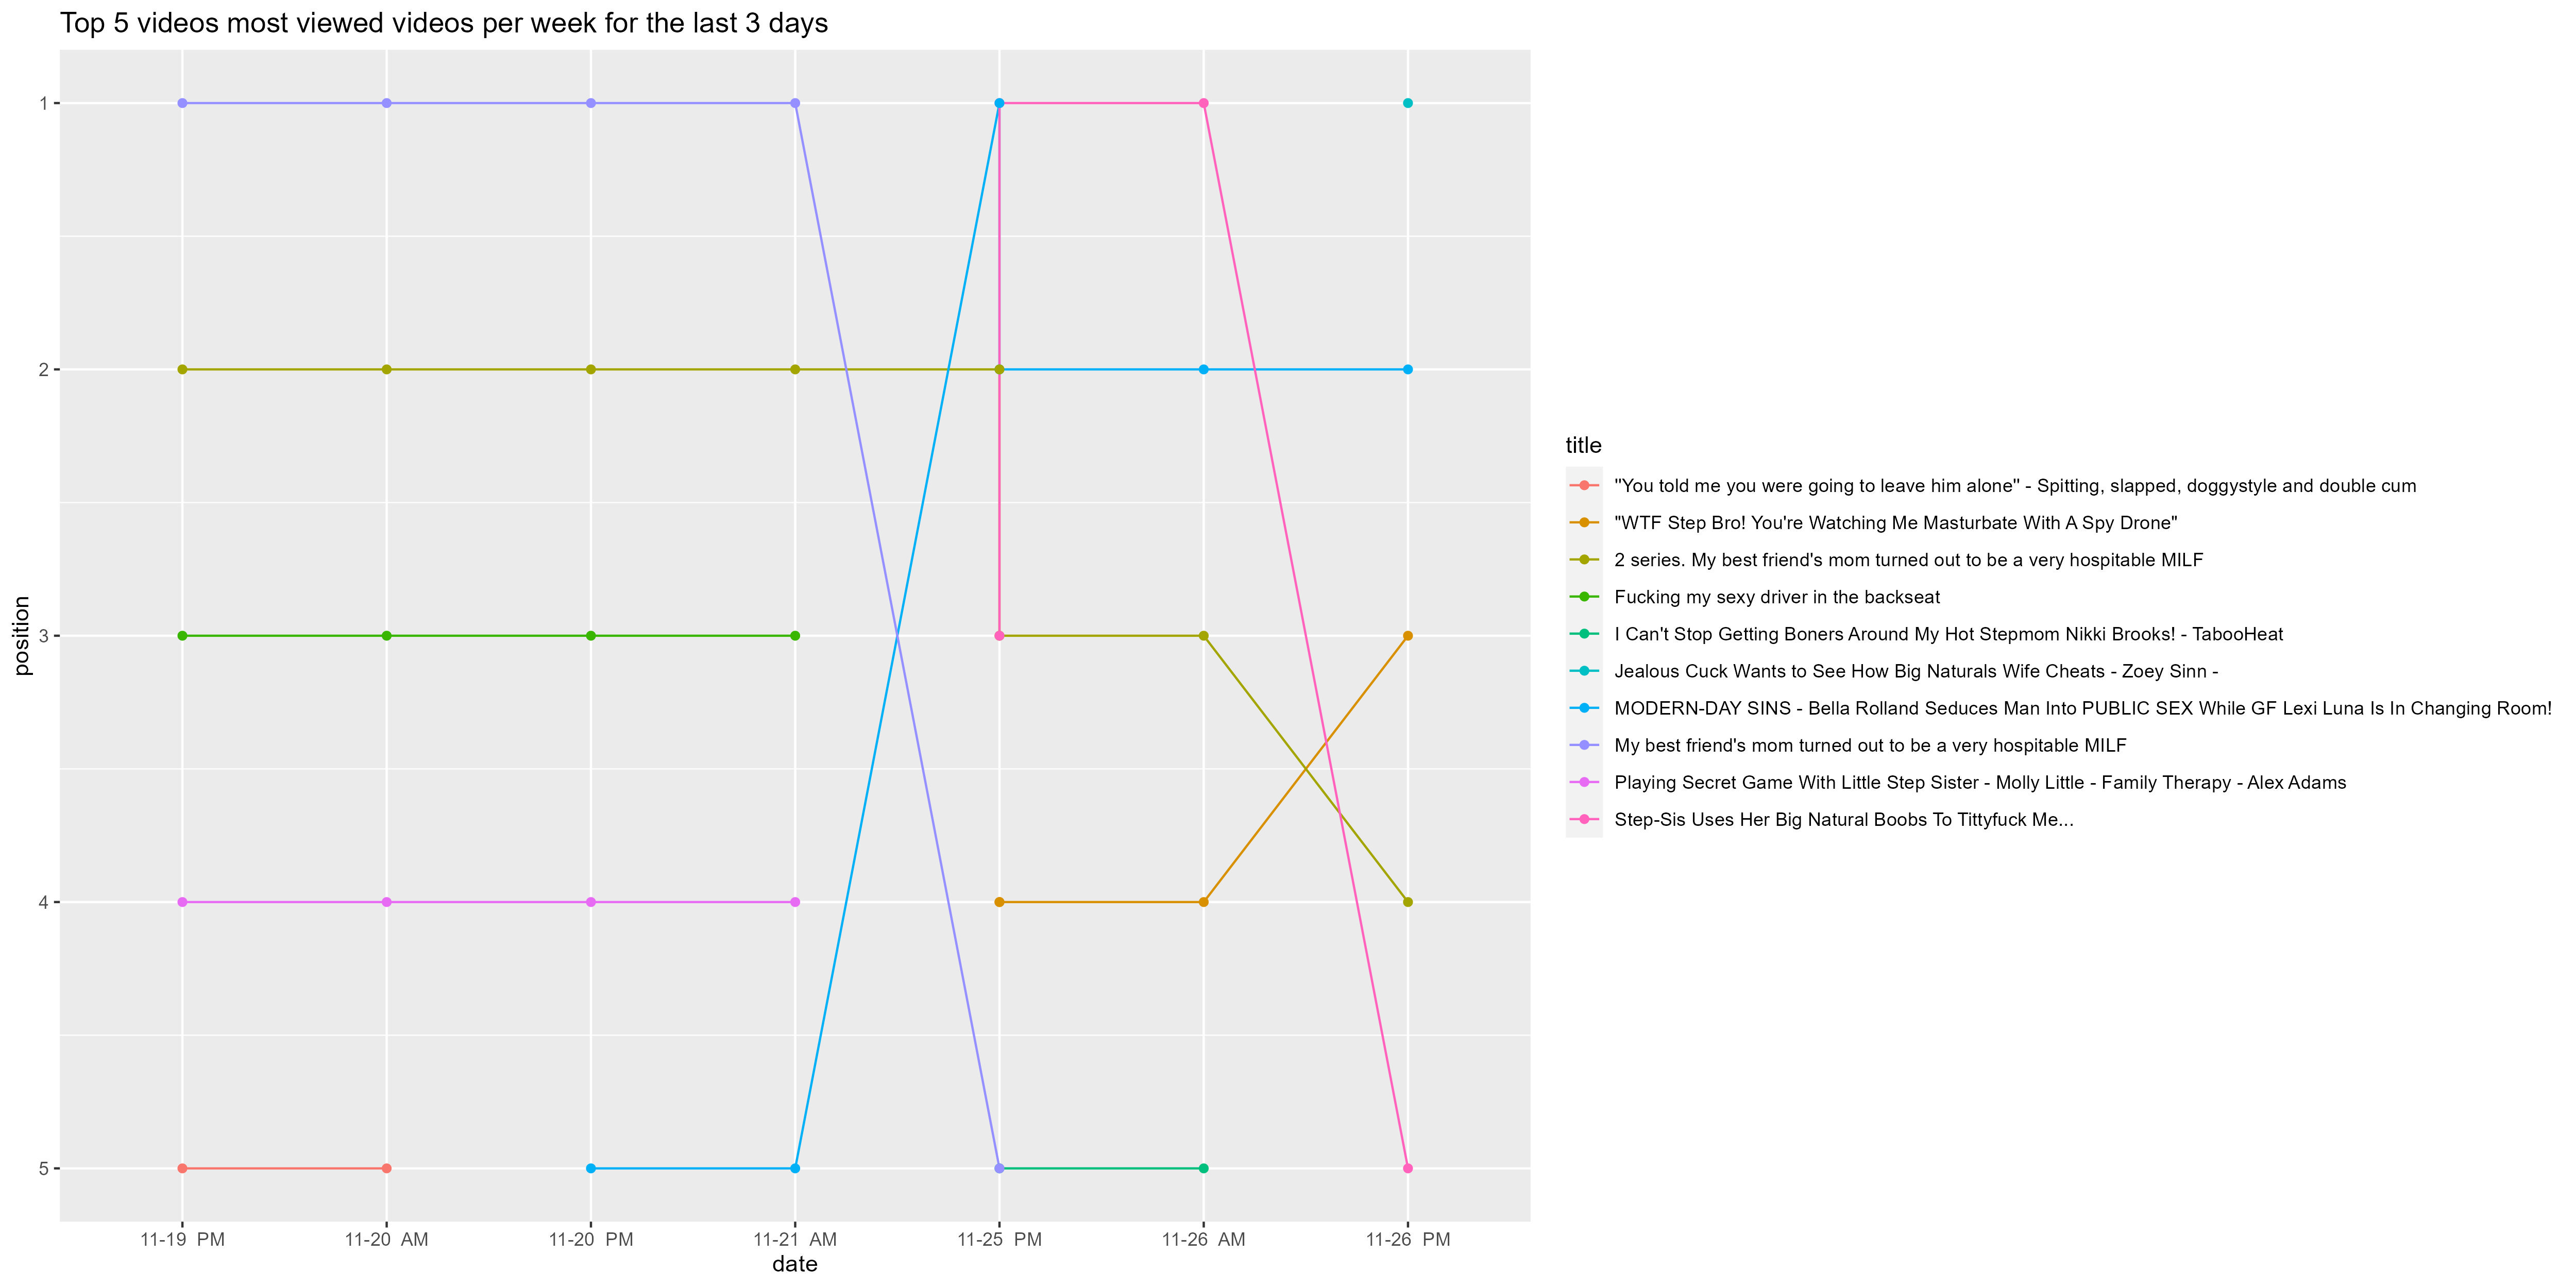 Top 5 videos most viewed videos per week for the last 3 days
position
1
2
3
4
5
11-19 PM
11-20 AM
11-20 PM
11-21 AM
11-25 PM
11-26 AM
11-26 PM
date
title
"You told me you were going to leave him alone" - Spitting, slapped, doggystyle and double cum
"WTF Step Bro! You're Watching Me Masturbate With A Spy Drone"
2 series. My best friend's mom turned out to be a very hospitable MILF
Fucking my sexy driver in the backseat
I Can't Stop Getting Boners Around My Hot Stepmom Nikki Brooks! - TabooHeat
Jealous Cuck Wants to See How Big Naturals Wife Cheats - Zoey Sinn -
MODERN-DAY SINS - Bella Rolland Seduces Man Into PUBLIC SEX While GF Lexi Luna Is In Changing Room!
My best friend's mom turned out to be a very hospitable MILF
Playing Secret Game With Little Step Sister - Molly Little - Family Therapy - Alex Adams
Step-Sis Uses Her Big Natural Boobs To Tittyfuck Me...